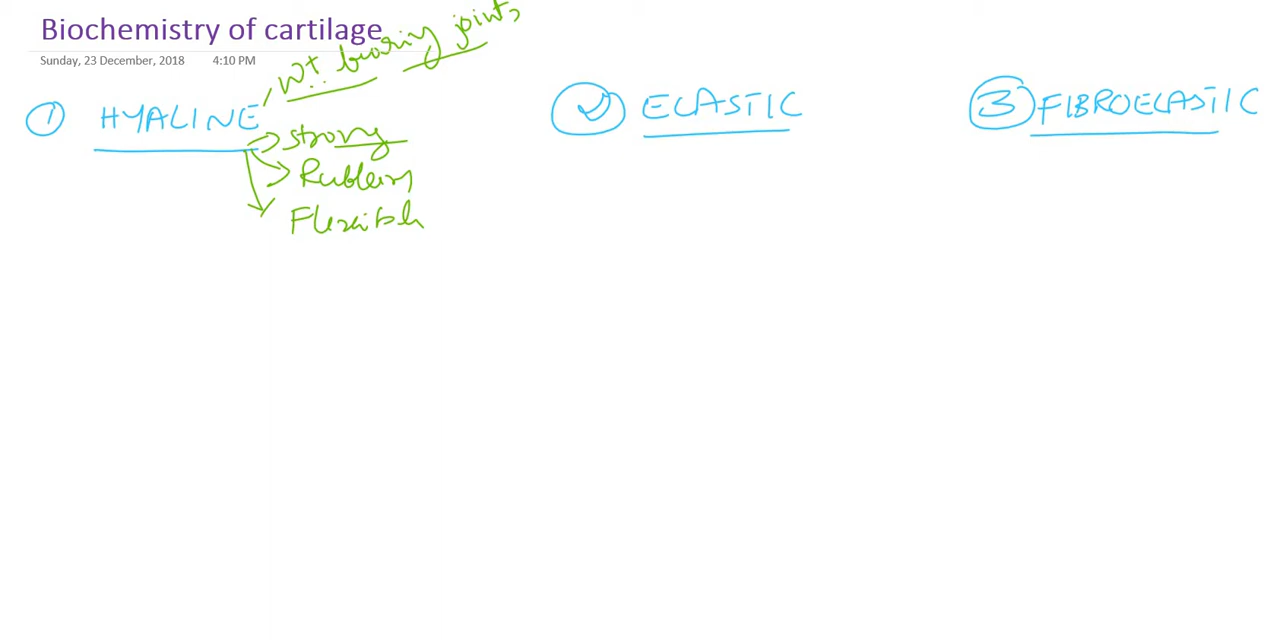 Biochemistry of cartilage
Sunday, 23 December, 2018 4:10 PM
wt. bearing joints
① HYALINE
② ELASTIC
③ FIBROELASTIC
strong
Rubbery
Flexible